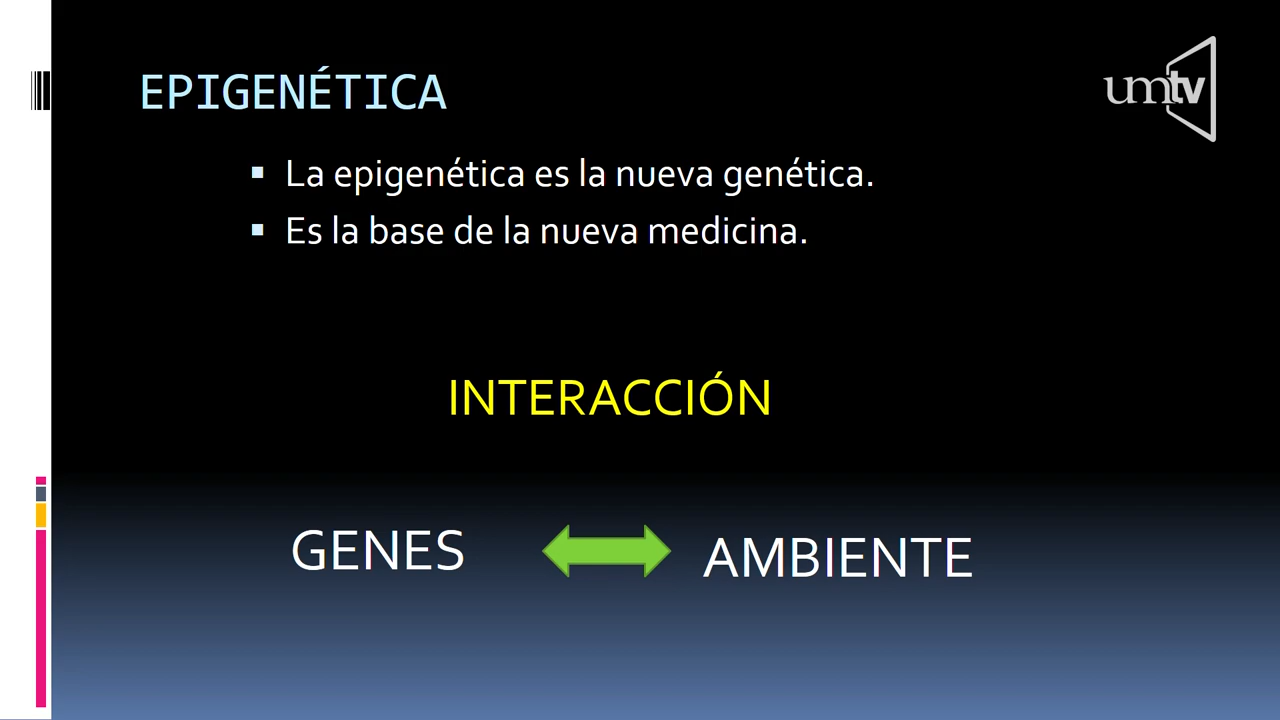 EPIGENÉTICA
umtv
La epigenética es la nueva genética.
Es la base de la nueva medicina.
INTERACCIÓN
GENES
AMBIENTE